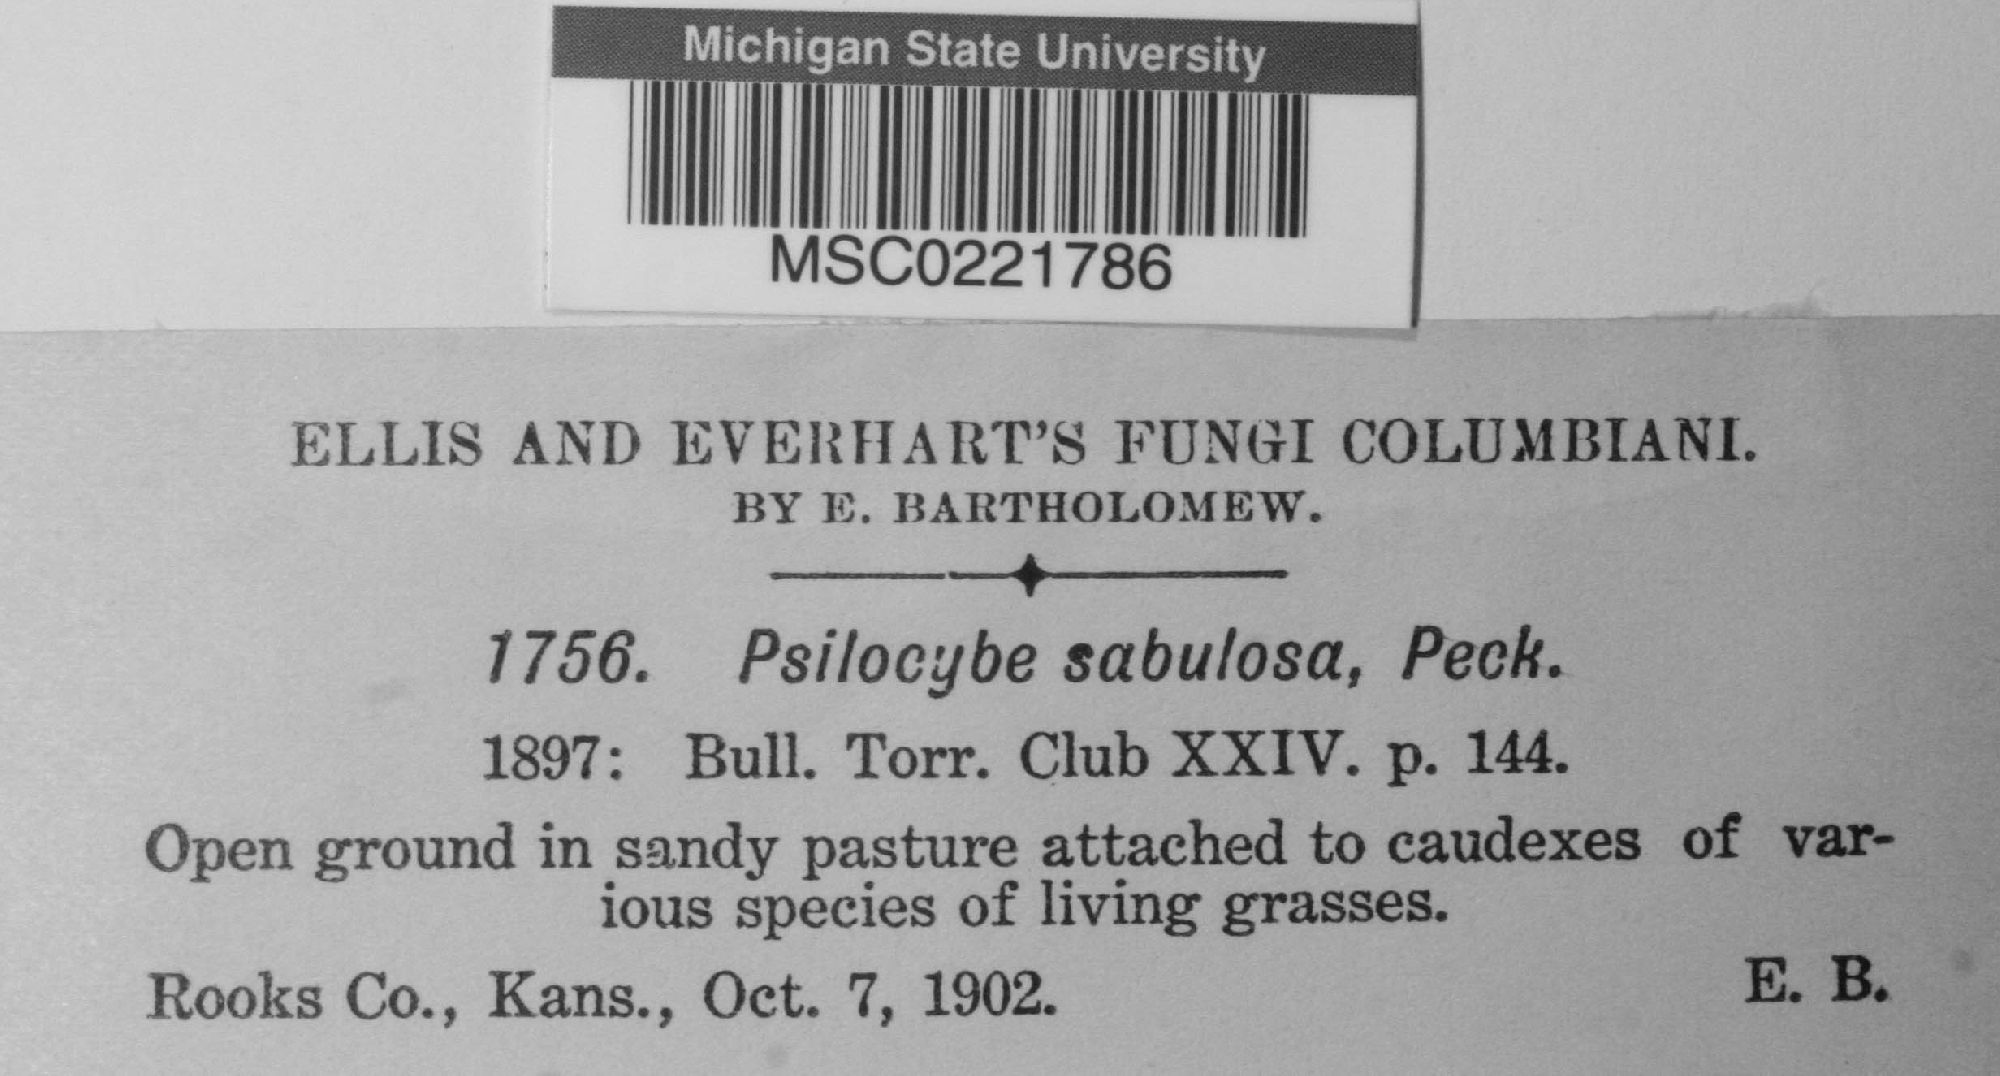 Michigan State University
MSC0221786
ELLIS AND EVERHART'S FUNGI COLUMBIANI.
BY E. BARTHOLOMEW.
1756. Psilocybe sabulosa, Peck.
1897: Bull. Torr. Club XXIV. p. 144.
Open ground in sandy pasture attached to caudexes of var-
ious species of living grasses.
Rooks Co., Kans., Oct. 7, 1902. E. B.